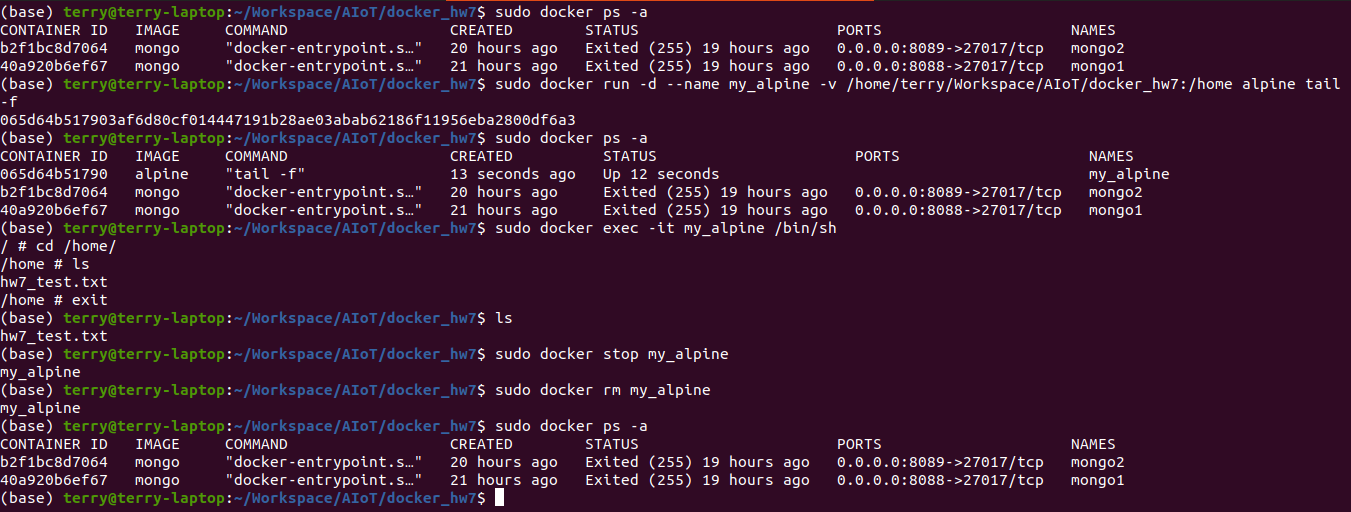 (base) terry@terry-laptop:~/Workspace/AIoT/docker_hw7$ sudo docker ps -a
CONTAINER ID   IMAGE     COMMAND                  CREATED        STATUS                      PORTS                     NAMES
b2f1bc8d7064   mongo     "docker-entrypoint.s…"   20 hours ago   Exited (255) 19 hours ago   0.0.0.0:8089->27017/tcp   mongo2
40a920b6ef67   mongo     "docker-entrypoint.s…"   21 hours ago   Exited (255) 19 hours ago   0.0.0.0:8088->27017/tcp   mongo1
(base) terry@terry-laptop:~/Workspace/AIoT/docker_hw7$ sudo docker run -d --name my_alpine -v /home/terry/Workspace/AIoT/docker_hw7:/home alpine tail
-f
065d64b517903af6d80cf014447191b28ae03abab62186f11956eba2800df6a3
(base) terry@terry-laptop:~/Workspace/AIoT/docker_hw7$ sudo docker ps -a
CONTAINER ID   IMAGE     COMMAND                  CREATED          STATUS                      PORTS                     NAMES
065d64b51790   alpine    "tail -f"                13 seconds ago   Up 12 seconds                                         my_alpine
b2f1bc8d7064   mongo     "docker-entrypoint.s…"   20 hours ago     Exited (255) 19 hours ago   0.0.0.0:8089->27017/tcp   mongo2
40a920b6ef67   mongo     "docker-entrypoint.s…"   21 hours ago     Exited (255) 19 hours ago   0.0.0.0:8088->27017/tcp   mongo1
(base) terry@terry-laptop:~/Workspace/AIoT/docker_hw7$ sudo docker exec -it my_alpine /bin/sh
/ # cd /home/
/home # ls
hw7_test.txt
/home # exit
(base) terry@terry-laptop:~/Workspace/AIoT/docker_hw7$ ls
hw7_test.txt
(base) terry@terry-laptop:~/Workspace/AIoT/docker_hw7$ sudo docker stop my_alpine
my_alpine
(base) terry@terry-laptop:~/Workspace/AIoT/docker_hw7$ sudo docker rm my_alpine
my_alpine
(base) terry@terry-laptop:~/Workspace/AIoT/docker_hw7$ sudo docker ps -a
CONTAINER ID   IMAGE     COMMAND                  CREATED        STATUS                      PORTS                     NAMES
b2f1bc8d7064   mongo     "docker-entrypoint.s…"   20 hours ago   Exited (255) 19 hours ago   0.0.0.0:8089->27017/tcp   mongo2
40a920b6ef67   mongo     "docker-entrypoint.s…"   21 hours ago   Exited (255) 19 hours ago   0.0.0.0:8088->27017/tcp   mongo1
(base) terry@terry-laptop:~/Workspace/AIoT/docker_hw7$